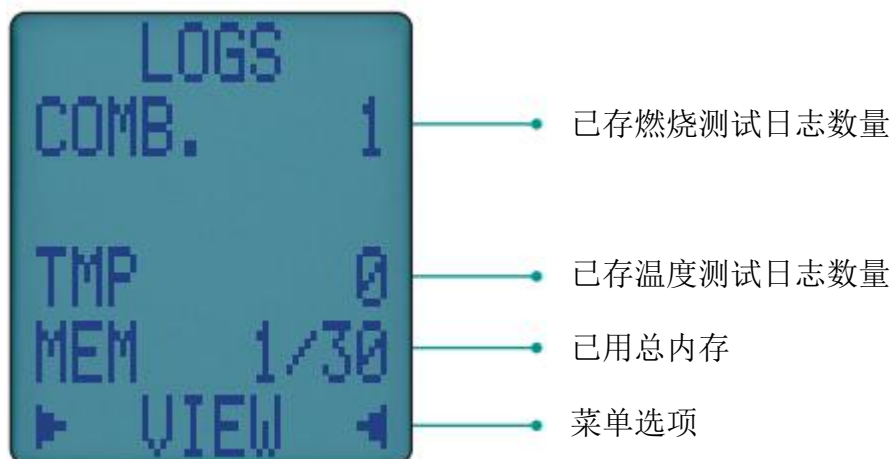 LOGS
COMB. 1 已存燃烧测试日志数量
TMP 0 已存温度测试日志数量
MEM 1/30 已用总内存
VIEW 菜单选项